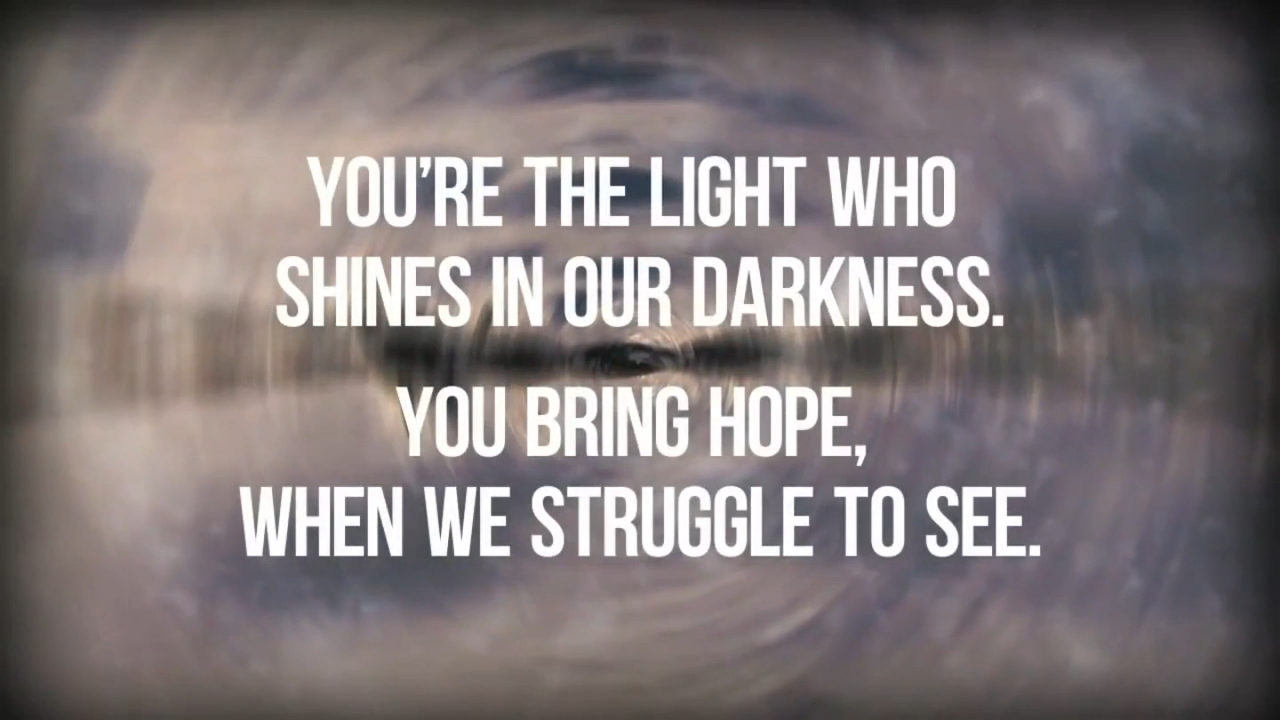 YOU’RE THE LIGHT WHO
SHINES IN OUR DARKNESS.
YOU BRING HOPE,
WHEN WE STRUGGLE TO SEE.